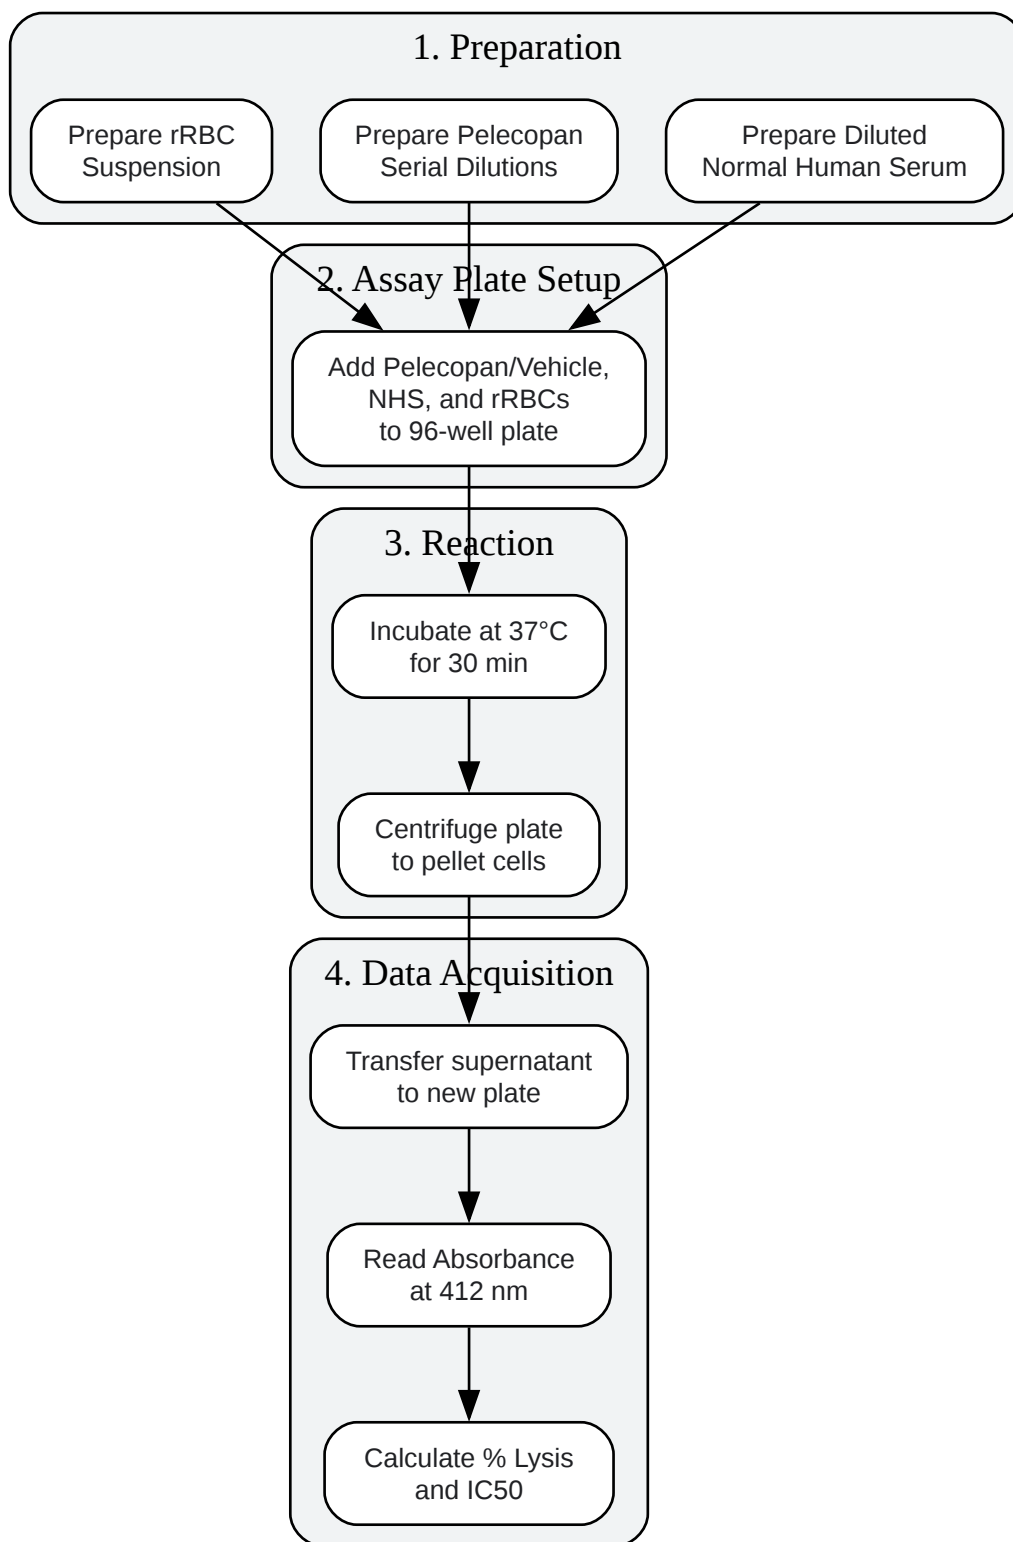 1. Preparation
Prepare rRBC
Suspension
Prepare Pelecopan
Serial Dilutions
Prepare Diluted
Normal Human Serum
2. Assay Plate Setup
Add Pelecopan/Vehicle,
NHS, and rRBCs
to 96-well plate
3. Reaction
Incubate at 37°C
for 30 min
Centrifuge plate
to pellet cells
4. Data Acquisition
Transfer supernatant
to new plate
Read Absorbance
at 412 nm
Calculate % Lysis
and IC50